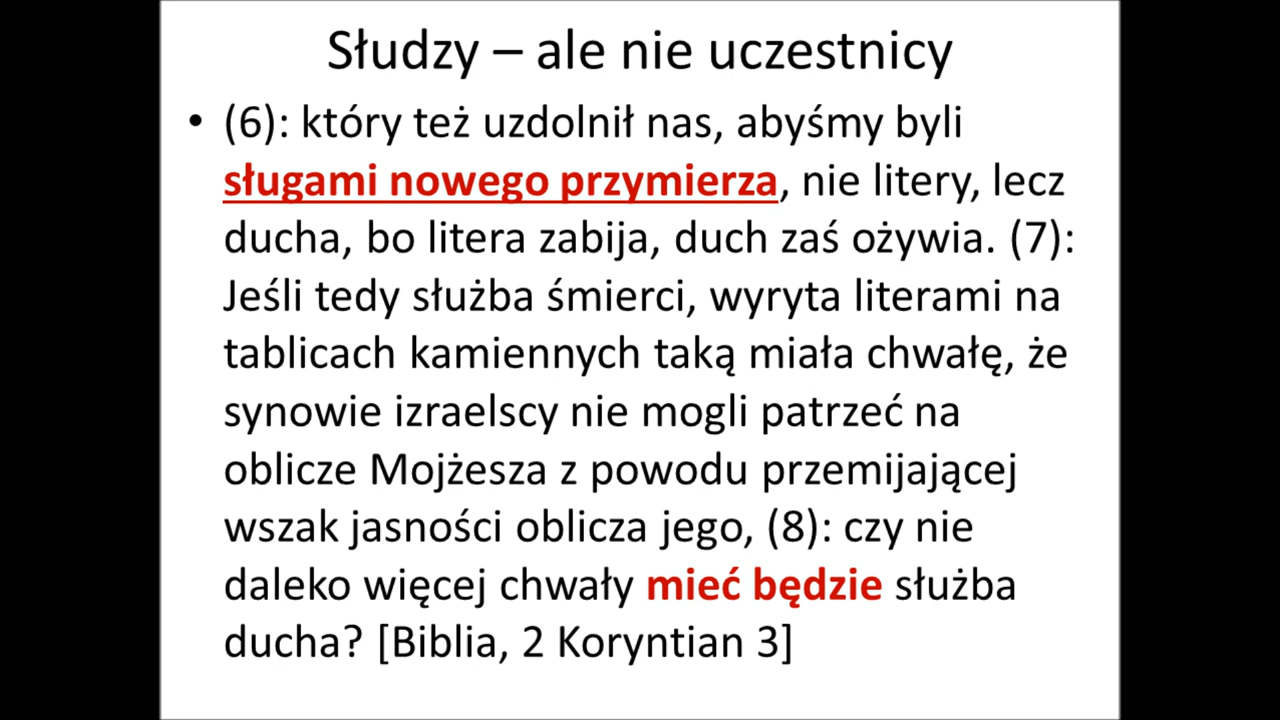 Słudzy – ale nie uczestnicy
• (6): który też uzdolnił nas, abyśmy byli
sługami nowego przymierza, nie litery, lecz
ducha, bo litera zabija, duch zaś ożywia. (7):
Jeśli tedy służba śmierci, wyryta literami na
tablicach kamiennych taką miała chwałę, że
synowie izraelscy nie mogli patrzeć na
oblicze Mojżesza z powodu przemijającej
wszak jasności oblicza jego, (8): czy nie
daleko więcej chwały mieć będzie służba
ducha? [Biblia, 2 Koryntian 3]